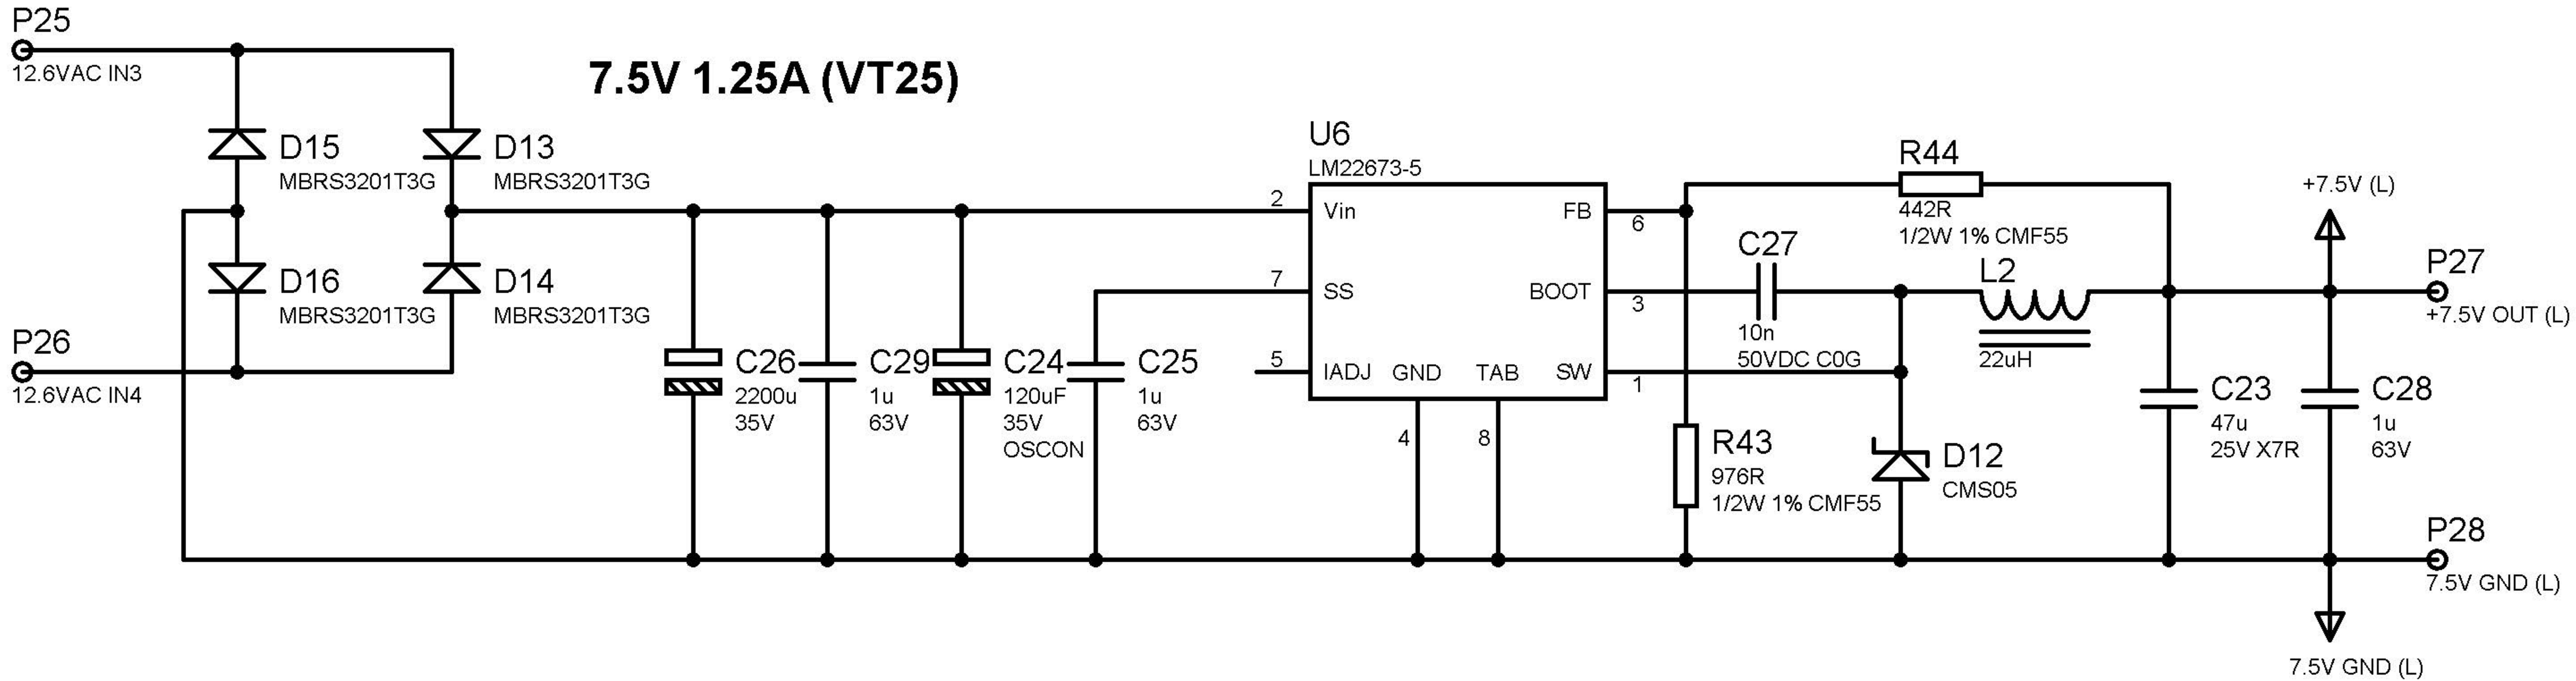 P25
12.6VAC IN3
7.5V 1.25A (VT25)
D15
MBRS3201T3G
D13
MBRS3201T3G
D16
MBRS3201T3G
D14
MBRS3201T3G
P26
12.6VAC IN4
C26
2200u
35V
C29
1u
63V
C24
120uF
35V
OSCON
C25
1u
63V
U6
LM22673-5
2
Vin
FB
6
7
SS
BOOT
3
5
IADJ
GND
TAB
SW
1
4
8
R44
442R
1/2W 1% CMF55
C27
10n
50VDC C0G
L2
22uH
R43
976R
1/2W 1% CMF55
D12
CMS05
C23
47u
25V X7R
C28
1u
63V
+7.5V (L)
P27
+7.5V OUT (L)
P28
7.5V GND (L)
7.5V GND (L)